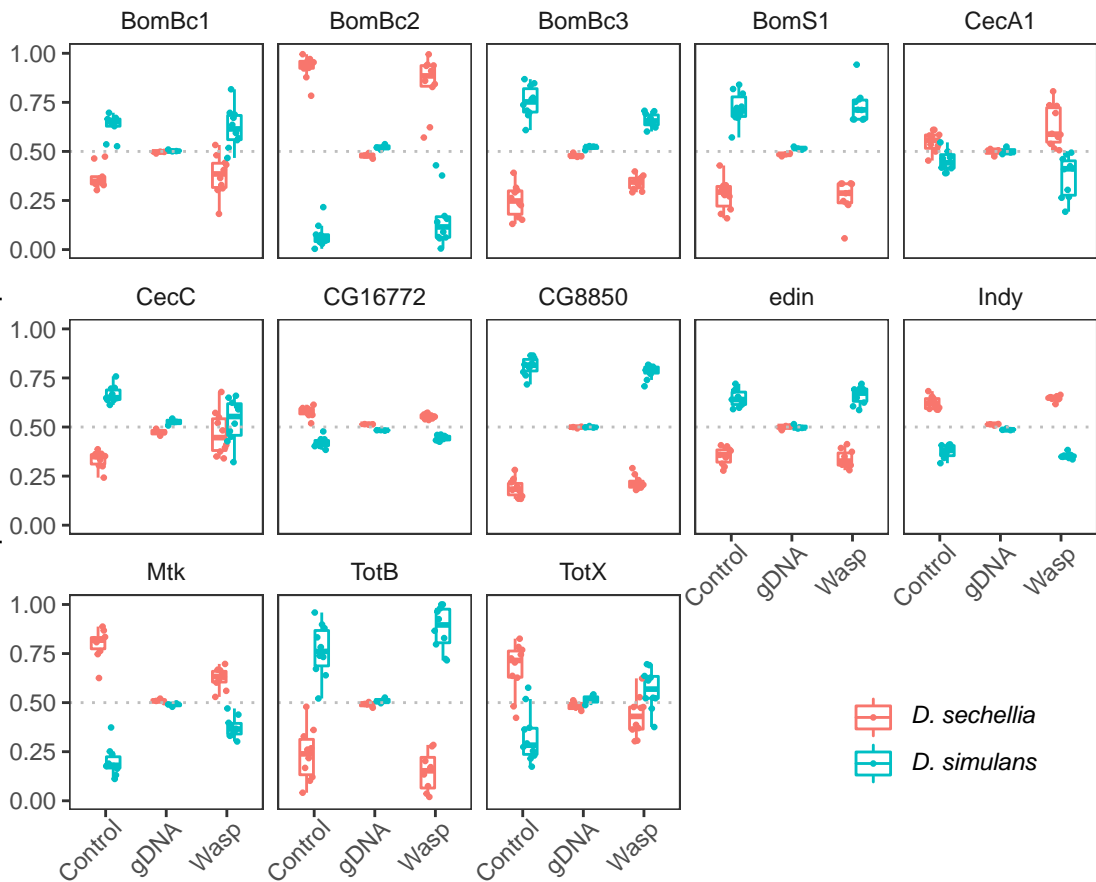 BomBc1 BomBc2 BomBc3 BomS1 CecA1
1.00
0.75
0.50
0.25
0.00
CecC CG16772 CG8850 edin Indy
1.00
0.75
0.50
0.25
0.00
Control gDNA Wasp Control gDNA Wasp
Mtk TotB TotX
1.00
0.75
0.50
0.25
0.00
D. sechellia
D. simulans
Control gDNA Wasp Control gDNA Wasp Control gDNA Wasp